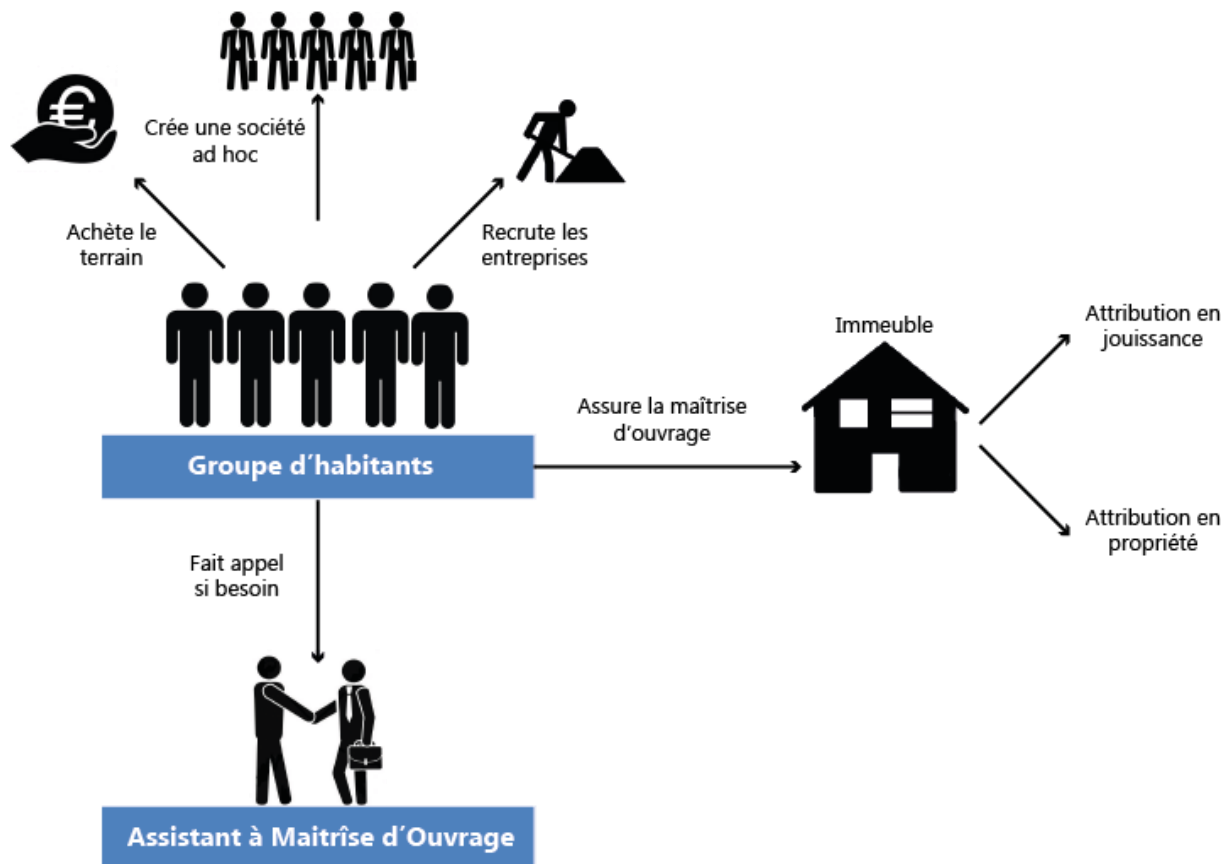 Crée une société
ad hoc
Achète le
terrain
Recrute les
entreprises
Immeuble
Attribution en
jouissance
Assure la maîtrise
d'ouvrage
Groupe d´habitants
Attribution en
propriété
Fait appel
si besoin
Assistant à Maitrîse d´Ouvrage